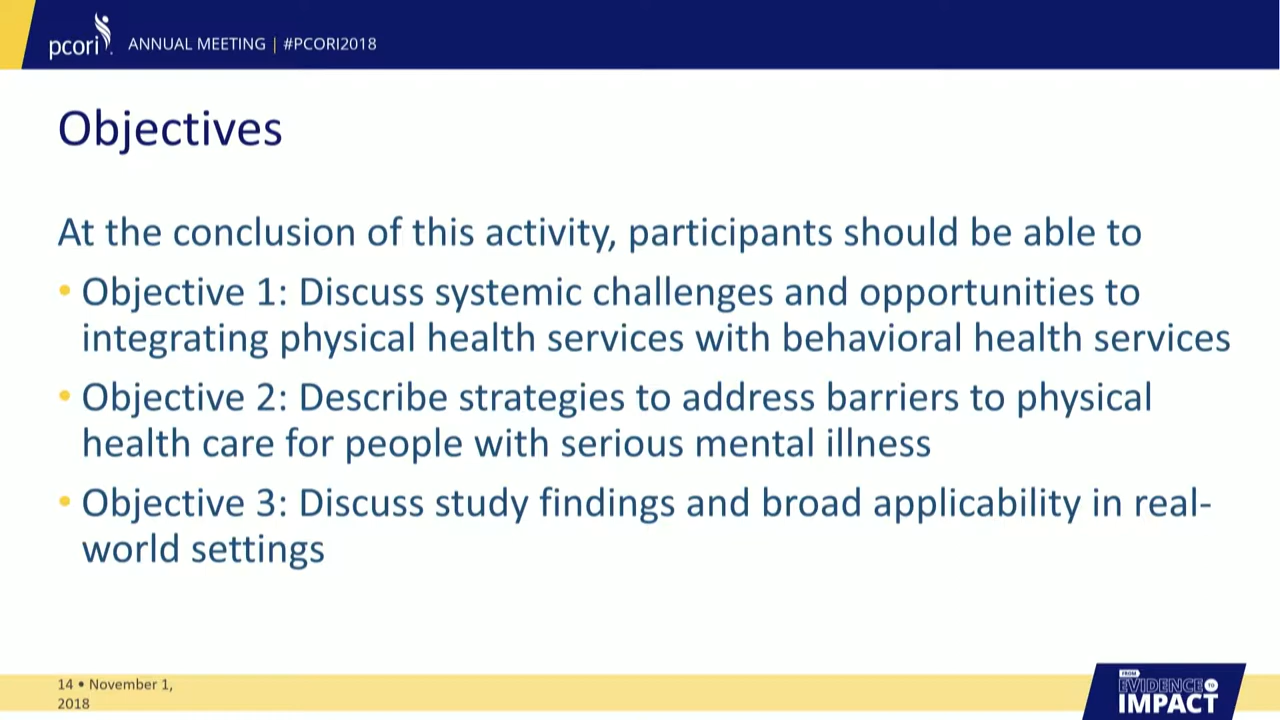 pcori
ANNUAL MEETING | #PCORI2018
Objectives
At the conclusion of this activity, participants should be able to
• Objective 1: Discuss systemic challenges and opportunities to
integrating physical health services with behavioral health services
• Objective 2: Describe strategies to address barriers to physical
health care for people with serious mental illness
• Objective 3: Discuss study findings and broad applicability in real-
world settings
14 • November 1,
2018
FROM
EVIDENCE TO
IMPACT